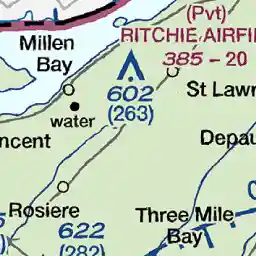 (Pvt)
RITCHIE AIRFI
385 - 20
Millen
Bay
St Lawr
602
(263)
water
ncent
Depau
Rosiere
622
(282)
Three Mile
Bay